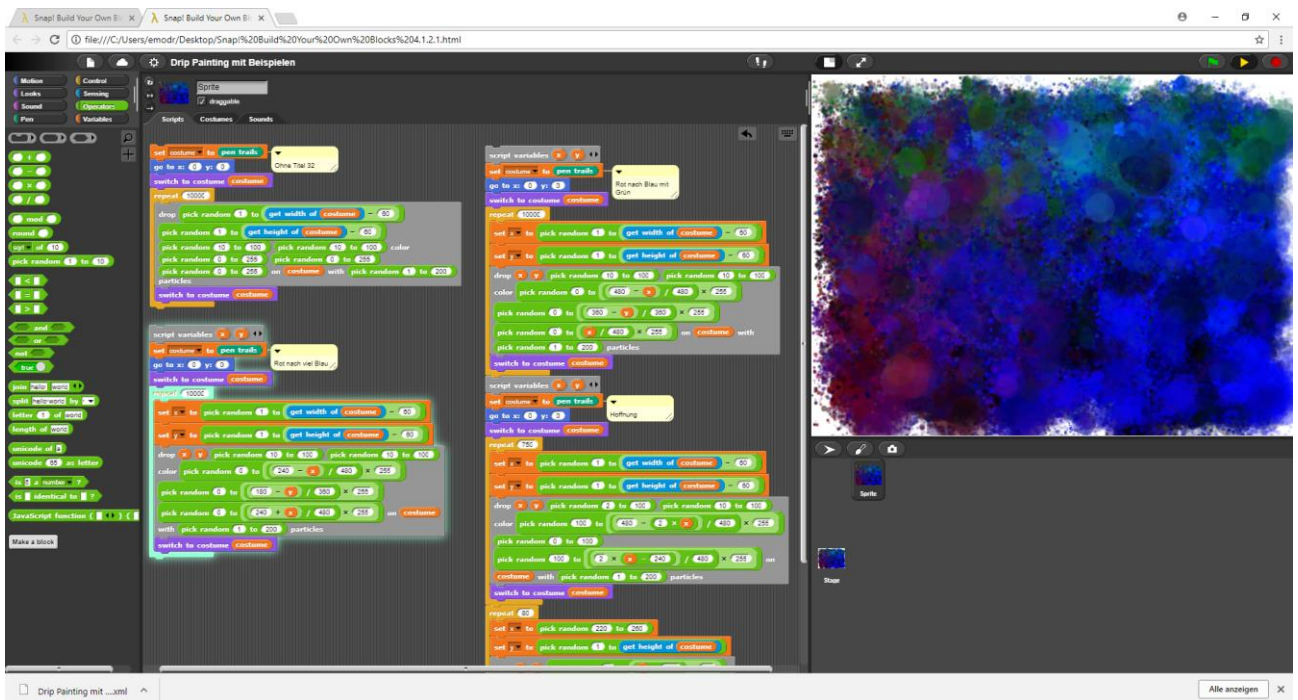 Snap! Build Your Own Bl
Snap! Build Your Own Bl
file:///C:/Users/emodr/Desktop/Snap!%20Build%20Your%20Own%20Blocks%204.1.2.1.html
Drip Painting mit Beispielen
Motion
Control
Looks
Sensing
Sound
Operators
Pen
Variables
Sprite
draggable
Scripts Costumes Sounds
+
−
×
/
mod
round
sqrt of 10
pick random 1 to 10
<
=
>
and
or
not
true
join hello world
split hello world by
letter 1 of world
length of world
unicode of a
unicode 65 as letter
is 5 a number ?
is identical to ?
JavaScript function ( ) {
Make a block
set costume to pen trails
Ohne Titel 32
go to x: 0 y: 0
switch to costume costume
repeat 10000
drop pick random 1 to get width of costume − 60
pick random 1 to get height of costume − 60
pick random 10 to 100 pick random 10 to 100 color
pick random 0 to 255 pick random 0 to 255
pick random 0 to 255 on costume with pick random 1 to 200
particles
switch to costume costume
script variables x y
set costume to pen trails
Rot nach viel Blau
go to x: 0 y: 0
switch to costume costume
repeat 10000
set x to pick random 1 to get width of costume − 60
set y to pick random 1 to get height of costume − 60
drop x y pick random 10 to 100 pick random 10 to 100
color pick random 0 to 240 − x / 480 × 255
pick random 0 to 180 − y / 360 × 255
pick random 0 to 240 + x / 480 × 255 on costume
with pick random 1 to 200 particles
switch to costume costume
script variables x y
set costume to pen trails
Rot nach Blau mit
Grün
go to x: 0 y: 0
switch to costume costume
repeat 10000
set x to pick random 1 to get width of costume − 60
set y to pick random 1 to get height of costume − 60
drop x y pick random 10 to 100 pick random 10 to 100
color pick random 0 to 480 − x / 480 × 255
pick random 0 to 360 − y / 360 × 255
pick random 0 to x / 480 × 255 on costume with
pick random 1 to 200 particles
switch to costume costume
script variables x y
set costume to pen trails
Hoffnung
go to x: 0 y: 0
switch to costume costume
repeat 750
set x to pick random 1 to get width of costume − 60
set y to pick random 1 to get height of costume − 60
drop x y pick random 2 to 100 pick random 10 to 100
color pick random 100 to 480 − 2 × x / 480 × 255
pick random 0 to 100
pick random 100 to 2 × x − 240 / 480 × 255 on
costume with pick random 1 to 200 particles
switch to costume costume
repeat 80
set x to pick random 220 to 260
set y to pick random 1 to get height of costume
Sprite
Stage
Drip Painting mit ....xml
Alle anzeigen